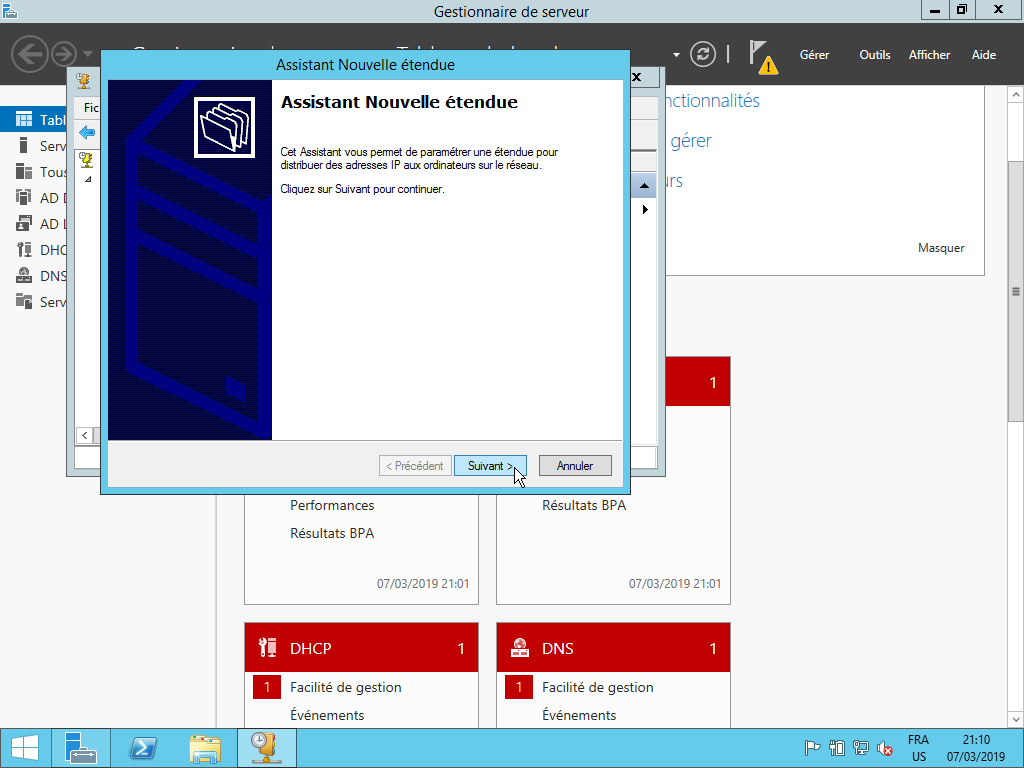 Gestionnaire de serveur
Gérer
Outils
Afficher
Aide
Assistant Nouvelle étendue
Fic
Assistant Nouvelle étendue
Cet Assistant vous permet de paramétrer une étendue pour
distribuer des adresses IP aux ordinateurs sur le réseau.
Cliquez sur Suivant pour continuer.
< Précédent
Suivant >
Annuler
Tabl
Serv
Tous
AD D
AD L
DHC
DNS
Serv
nctionnalités
gérer
urs
Masquer
1
Performances
Résultats BPA
07/03/2019 21:01
Résultats BPA
07/03/2019 21:01
DHCP
1
1
Facilité de gestion
Événements
DNS
1
1
Facilité de gestion
Événements
FRA
US
21:10
07/03/2019